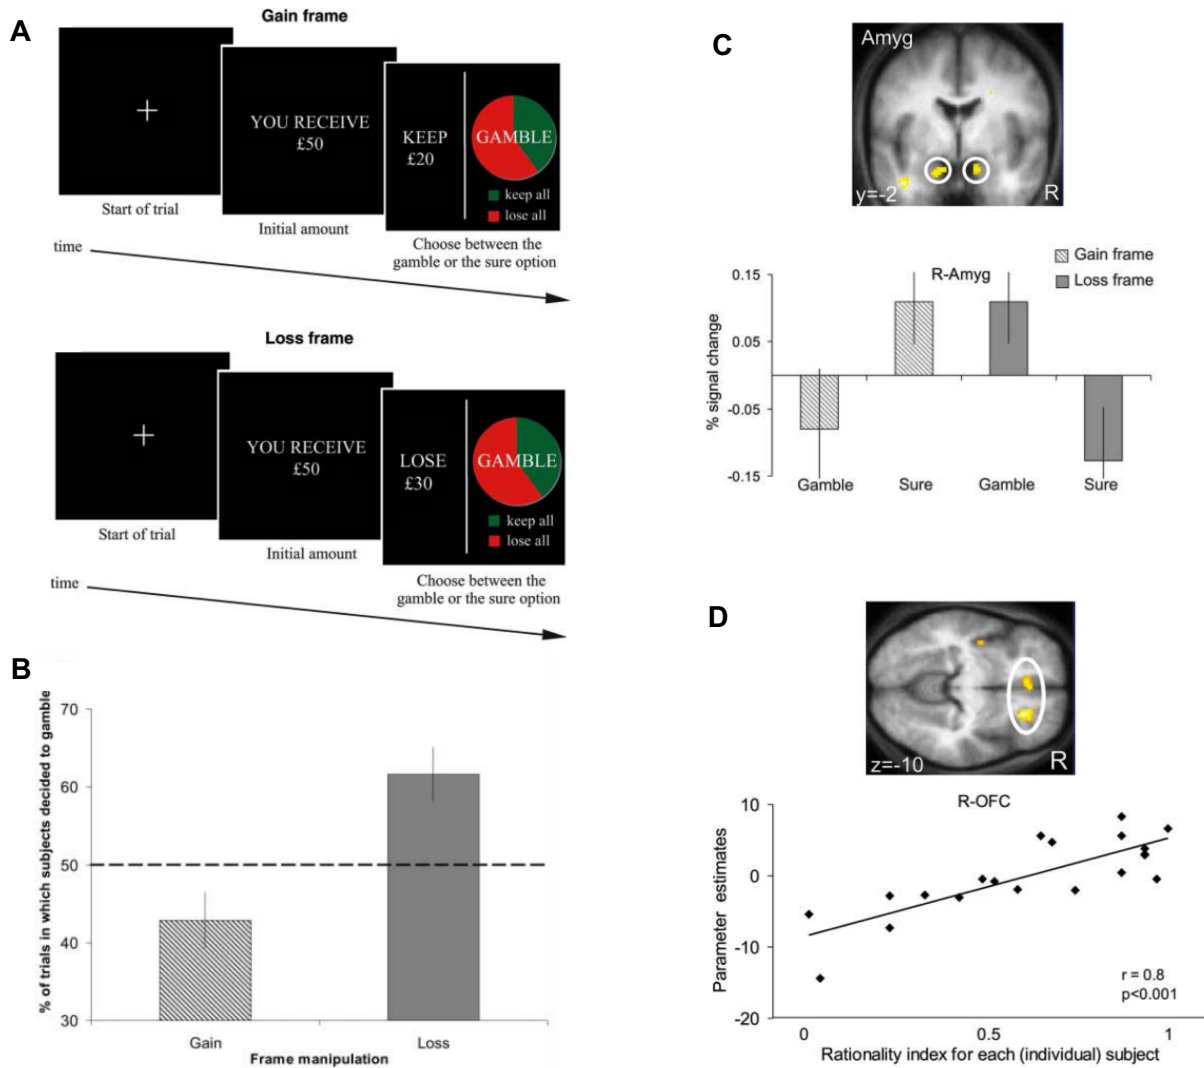 A
Gain frame
YOU RECEIVE
£50
KEEP
£20
GAMBLE
keep all
lose all
Start of trial
Initial amount
Choose between the
gamble or the sure option
time
Loss frame
YOU RECEIVE
£50
LOSE
£30
GAMBLE
keep all
lose all
Start of trial
Initial amount
Choose between the
gamble or the sure option
time
B
% of trials in which subjects decided to gamble
70
60
50
40
30
Gain
Loss
Frame manipulation
C
Amyg
y=-2
R
Gain frame
Loss frame
R-Amyg
% signal change
0.15
0.05
-0.05
-0.15
Gamble
Sure
Gamble
Sure
D
z=-10
R
R-OFC
Parameter estimates
10
0
-10
-20
r = 0.8
p<0.001
0
0.5
1
Rationality index for each (individual) subject